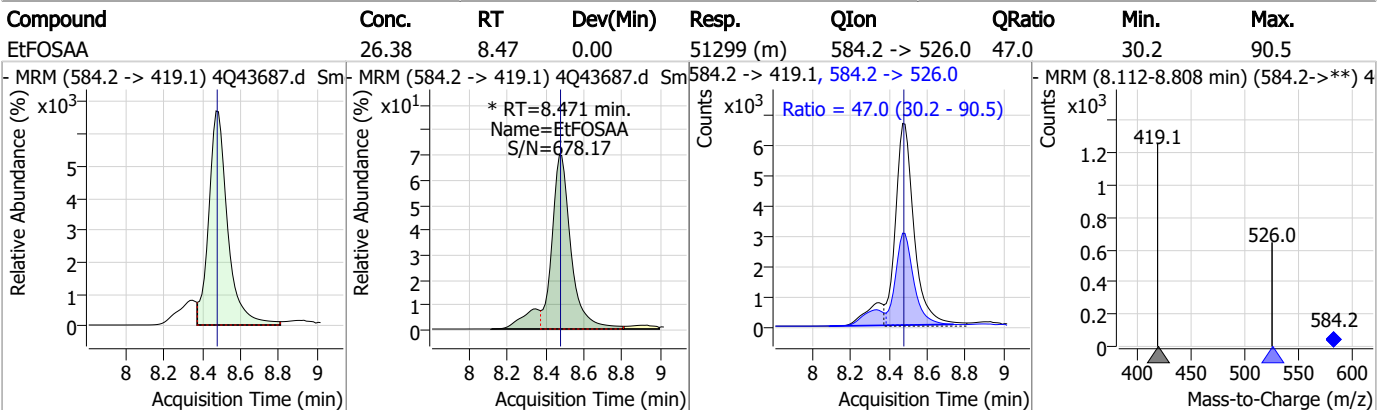 Compound Conc. RT Dev(Min) Resp. QIon QRatio Min. Max.
EtFOSAA 26.38 8.47 0.00 51299 (m) 584.2 -> 526.0 47.0 30.2 90.5
- MRM (584.2 -> 419.1) 4Q43687.d Sm
x10³
Relative Abundance (%)
5
4
3
2
1
0
8 8.2 8.4 8.6 8.8 9
Acquisition Time (min)
- MRM (584.2 -> 419.1) 4Q43687.d Sm
x10¹
* RT=8.471 min.
Name=EtFOSAA
S/N=678.17
Relative Abundance (%)
7
6
5
4
3
2
1
0
8 8.2 8.4 8.6 8.8 9
Acquisition Time (min)
584.2 -> 419.1, 584.2 -> 526.0
x10³
Ratio = 47.0 (30.2 - 90.5)
Counts
6
5
4
3
2
1
0
8 8.2 8.4 8.6 8.8 9
Acquisition Time (min)
- MRM (8.112-8.808 min) (584.2->**) 4
x10³
Counts
419.1
526.0
584.2
1.2
1
0.8
0.6
0.4
0.2
0
400 450 500 550 600
Mass-to-Charge (m/z)